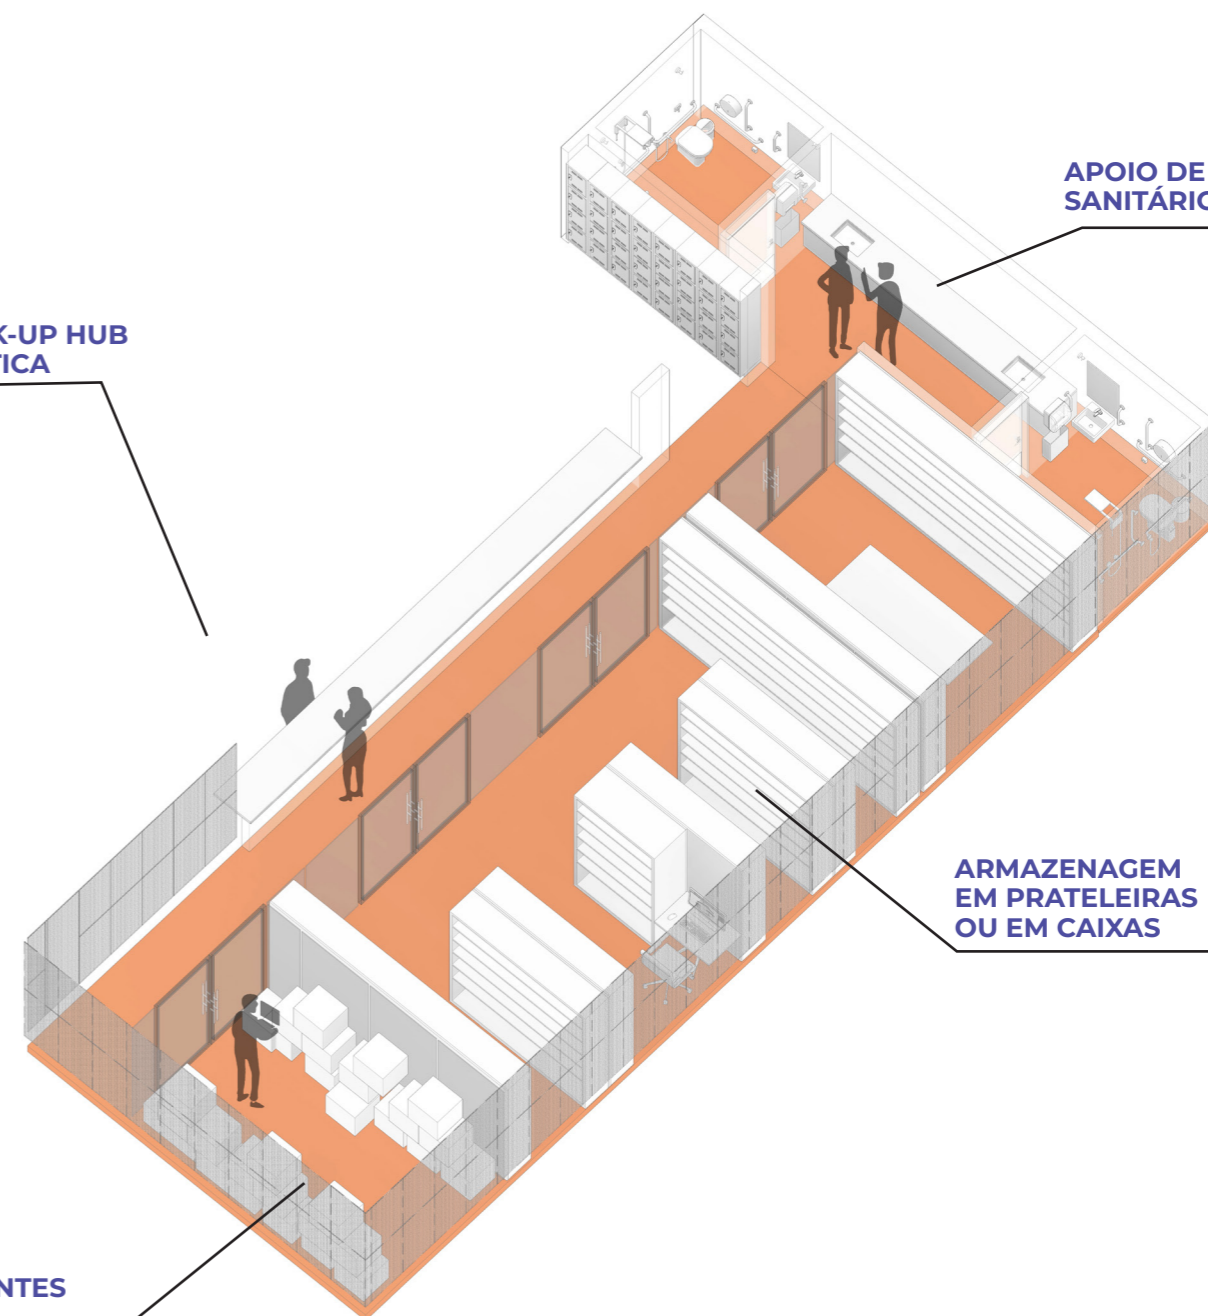 APOIO DE
SANITÁRIO
K-UP HUB
TICA
ARMAZENAGEM
EM PRATELEIRAS
OU EM CAIXAS
NTES